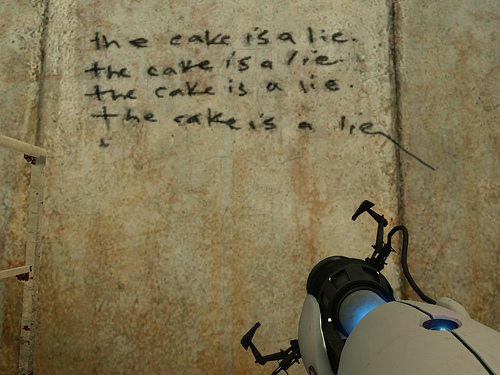 the cake is a lie.
the cake is a lie.
the cake is a lie.
the cake is a lie